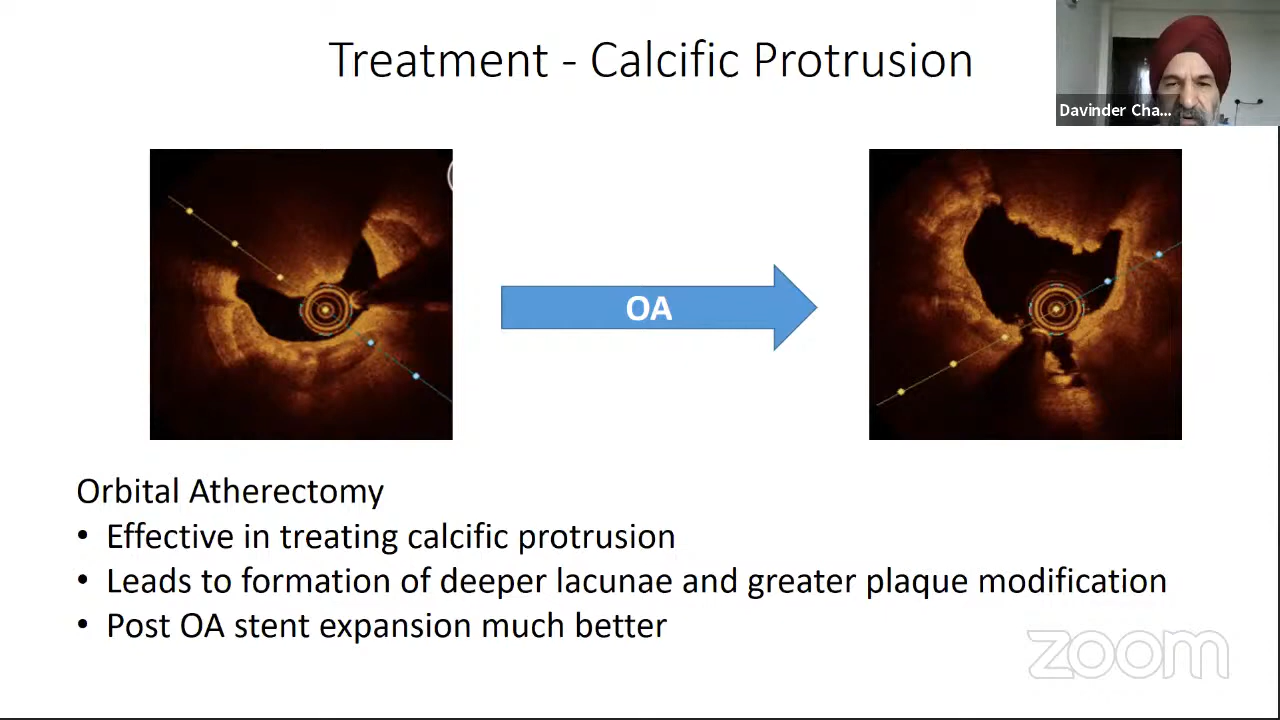 Treatment - Calcific Protrusion
Davinder Cha...
OA
Orbital Atherectomy
• Effective in treating calcific protrusion
• Leads to formation of deeper lacunae and greater plaque modification
• Post OA stent expansion much better
zoom